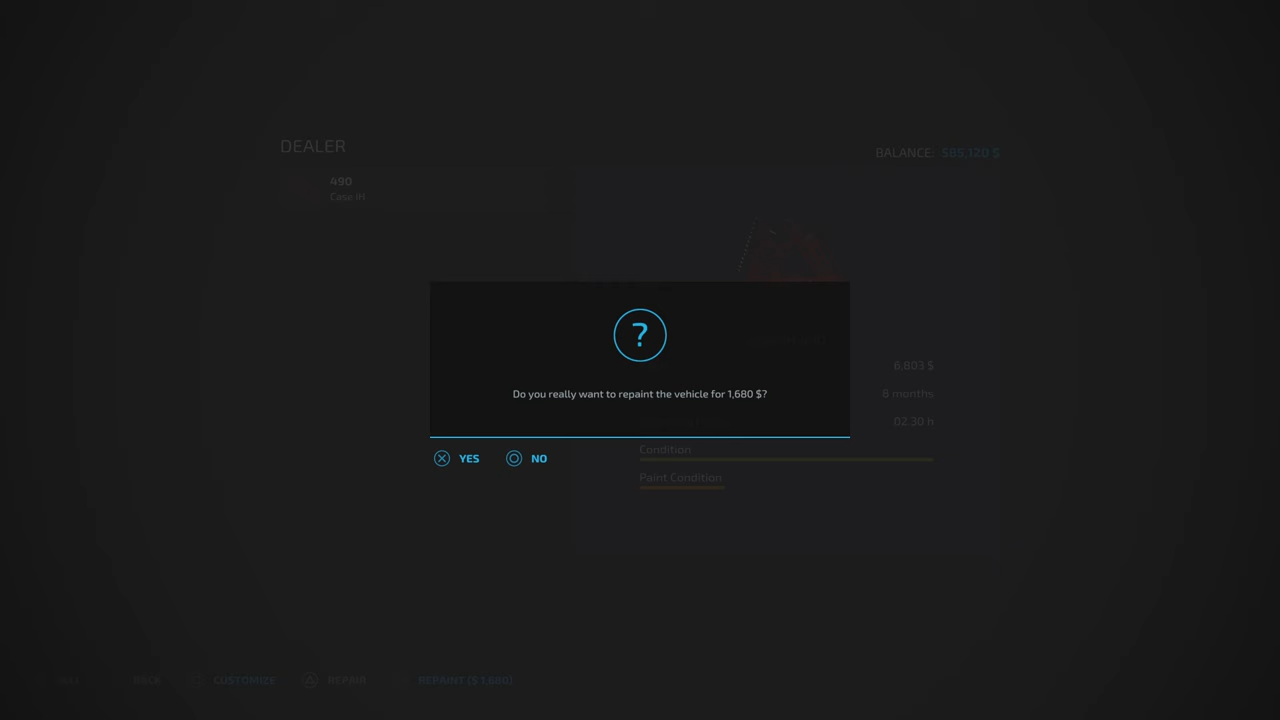 DEALER
BALANCE: 585,120 $
490
Case IH
?
Do you really want to repaint the vehicle for 1,680 $?
6,803 $
8 months
02.30 h
YES NO
Condition
Paint Condition
BACK CUSTOMIZE REPAIR REPAINT ($ 1,680)